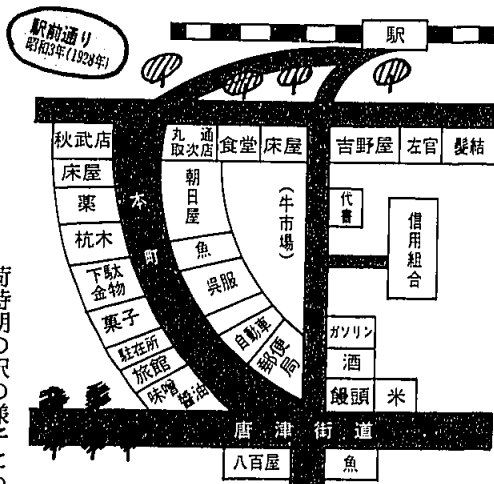 駅前通り
昭和3年(1928年)
駅
秋武店
丸通
取次店
食堂
床屋
吉野屋
左官
髪結
床屋
薬
杭木
下駄
金物
菓子
駐在所
旅館
味噌
醤油
本町
朝日屋
魚
呉服
自動車
郵便局
(牛市場)
代書
信用組合
ガソリン
酒
饅頭
米
唐津街道
八百屋
魚